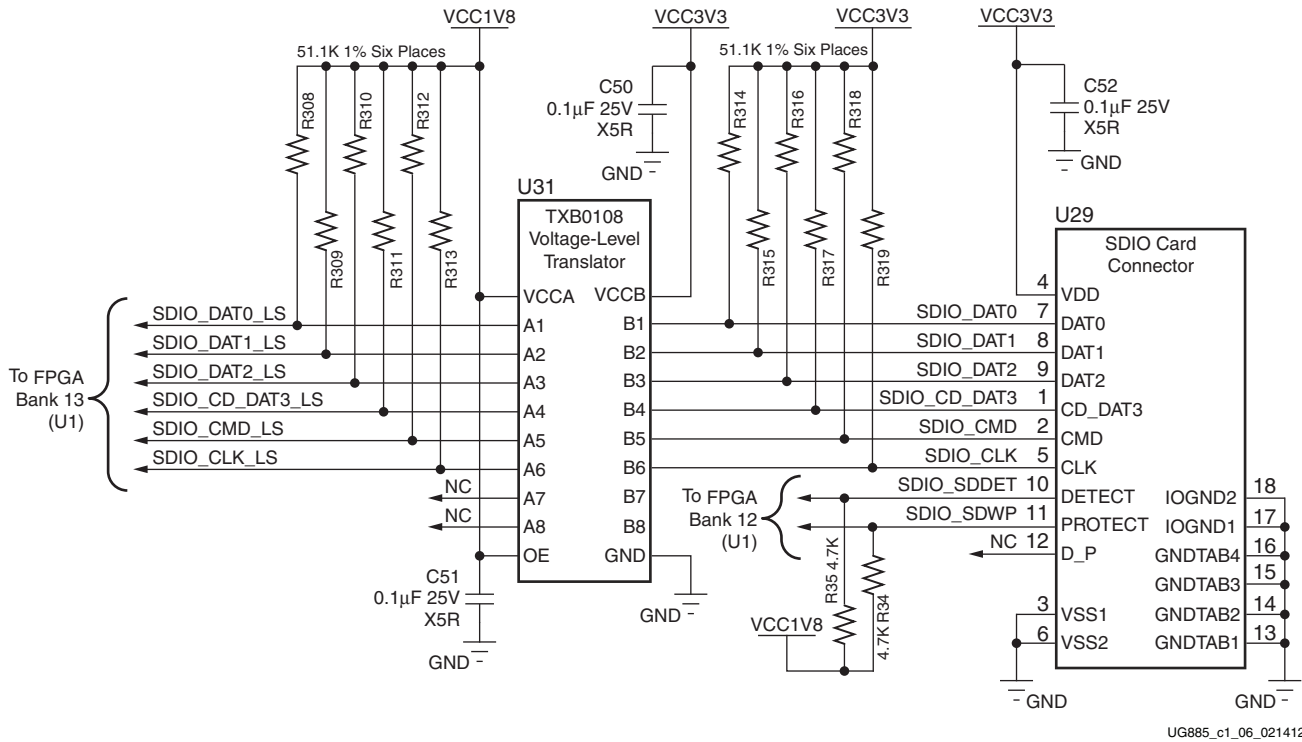 VCC1V8
VCC3V3
VCC3V3
VCC3V3
51.1K 1% Six Places
51.1K 1% Six Places
R308
R310
R312
R309
R311
R313
C50
0.1μF 25V
X5R
GND
R314
R316
R318
R315
R317
R319
C52
0.1μF 25V
X5R
GND
U31
TXB0108
Voltage-Level
Translator
VCCA
VCCB
A1
B1
A2
B2
A3
B3
A4
B4
A5
B5
A6
B6
A7
B7
A8
B8
OE
GND
To FPGA
Bank 13
(U1)
SDIO_DAT0_LS
SDIO_DAT1_LS
SDIO_DAT2_LS
SDIO_CD_DAT3_LS
SDIO_CMD_LS
SDIO_CLK_LS
NC
NC
C51
0.1μF 25V
X5R
GND
GND
U29
SDIO Card
Connector
4
VDD
SDIO_DAT0
7
DAT0
SDIO_DAT1
8
DAT1
SDIO_DAT2
9
DAT2
SDIO_CD_DAT3
1
CD_DAT3
SDIO_CMD
2
CMD
SDIO_CLK
5
CLK
To FPGA
Bank 12
(U1)
SDIO_SDDET
10
DETECT
SDIO_SDWP
11
PROTECT
NC
12
D_P
3
VSS1
6
VSS2
IOGND2
18
IOGND1
17
GNDTAB4
16
GNDTAB3
15
GNDTAB2
14
GNDTAB1
13
R35 4.7K
4.7K R34
VCC1V8
GND
GND
UG885_c1_06_021412